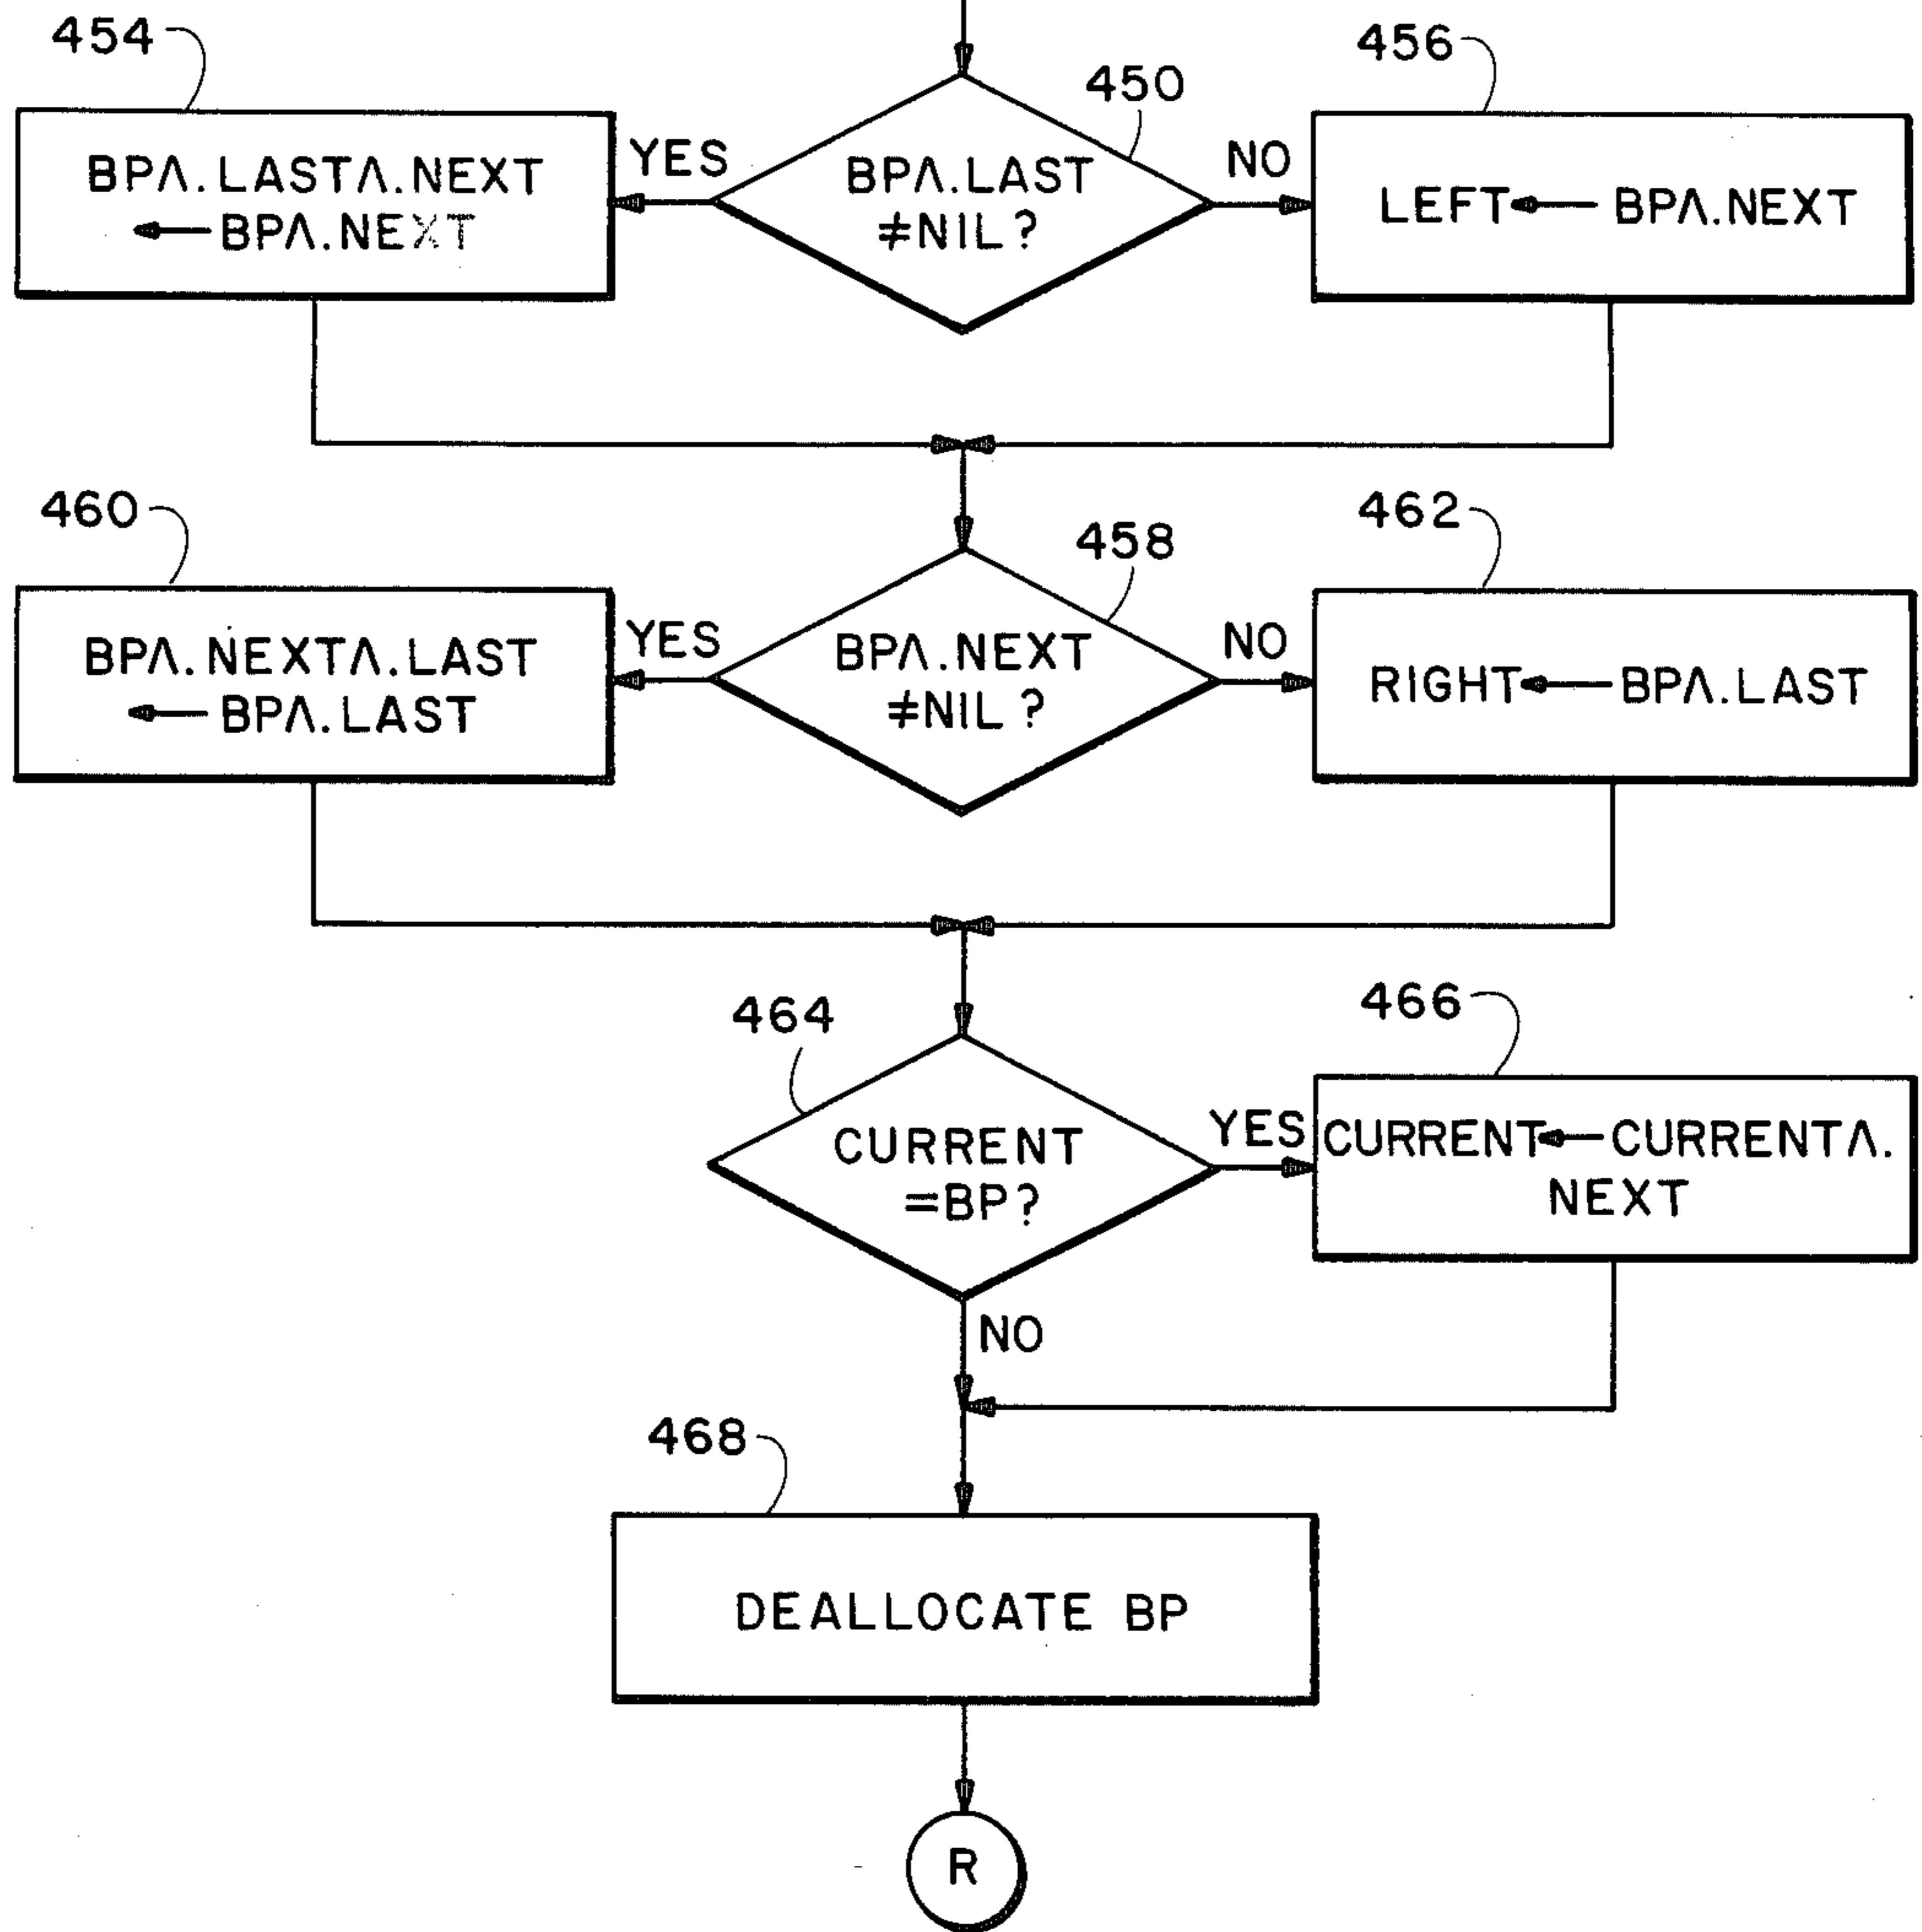 454
450
456
BPΛ.LASTΛ.NEXT
← BPΛ.NEXT
YES
BPΛ.LAST
≠NIL?
NO
LEFT ← BPΛ.NEXT
460
458
462
BPΛ.NEXTΛ.LAST
← BPΛ.LAST
YES
BPΛ.NEXT
≠NIL?
NO
RIGHT ← BPΛ.LAST
464
466
CURRENT
=BP?
YES
CURRENT ← CURRENTΛ.
NEXT
NO
468
DEALLOCATE BP
R